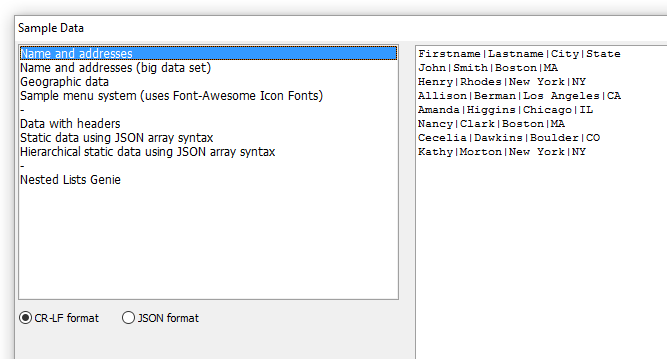 Sample Data
Name and addresses
Name and addresses (big data set)
Geographic data
Sample menu system (uses Font-Awesome Icon Fonts)
-
Data with headers
Static data using JSON array syntax
Hierarchical static data using JSON array syntax
-
Nested Lists Genie
CR-LF format
JSON format
Firstname|Lastname|City|State
John|Smith|Boston|MA
Henry|Rhodes|New York|NY
Allison|Berman|Los Angeles|CA
Amanda|Higgins|Chicago|IL
Nancy|Clark|Boston|MA
Cecelia|Dawkins|Boulder|CO
Kathy|Morton|New York|NY